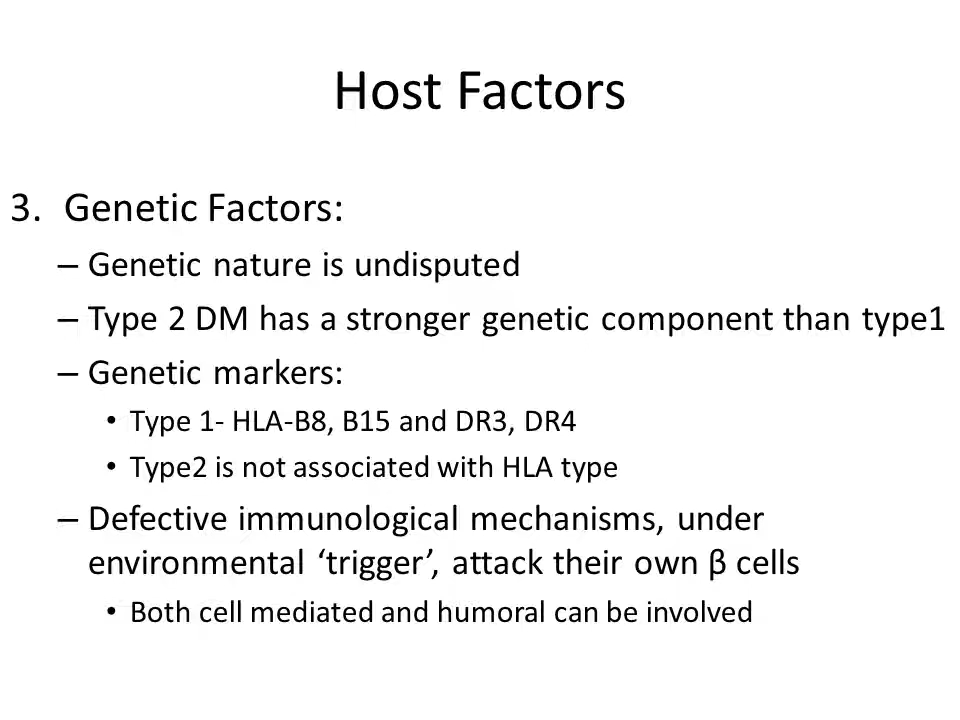 Host Factors
3. Genetic Factors:
– Genetic nature is undisputed
– Type 2 DM has a stronger genetic component than type1
– Genetic markers:
• Type 1- HLA-B8, B15 and DR3, DR4
• Type2 is not associated with HLA type
– Defective immunological mechanisms, under
environmental ‘trigger’, attack their own β cells
• Both cell mediated and humoral can be involved